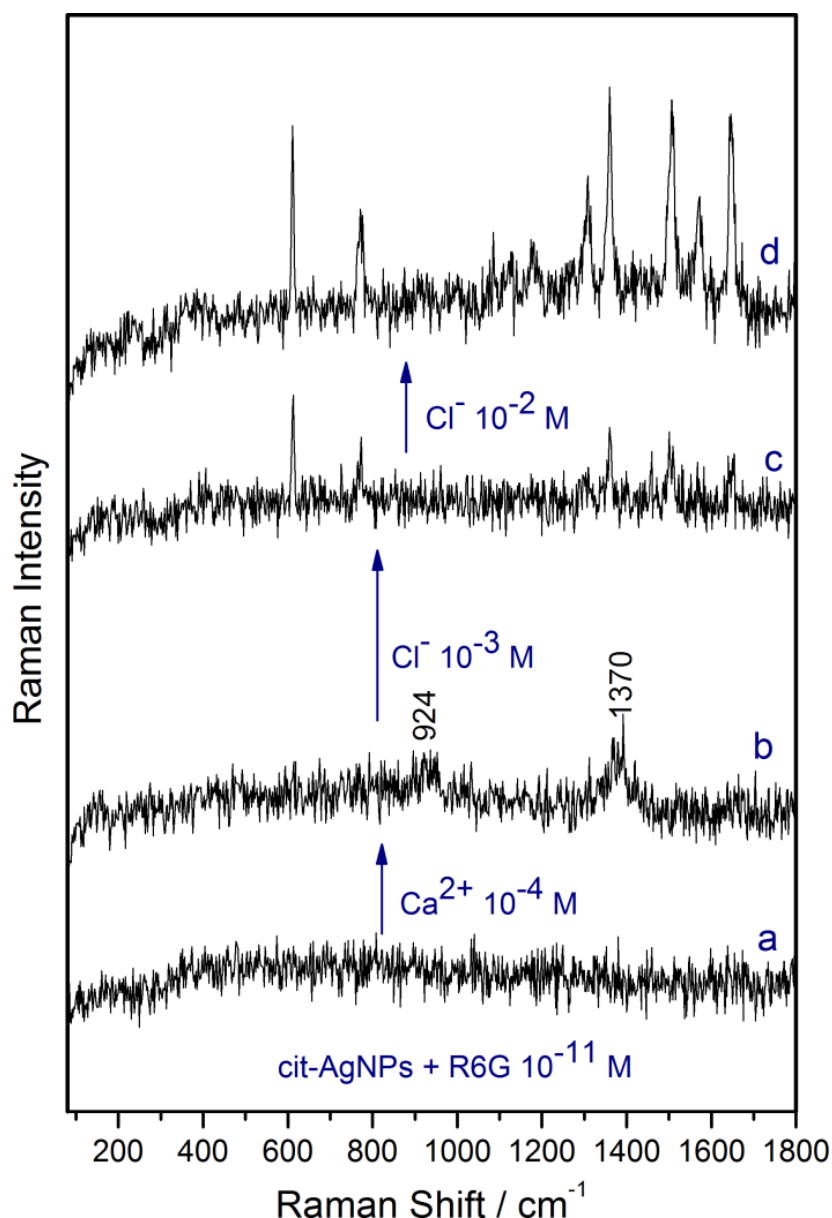 d
Cl⁻ 10⁻² M
c
Cl⁻ 10⁻³ M
924
1370
b
Ca²⁺ 10⁻⁴ M
a
cit-AgNPs + R6G 10⁻¹¹ M
Raman Intensity
200 400 600 800 1000 1200 1400 1600 1800
Raman Shift / cm⁻¹